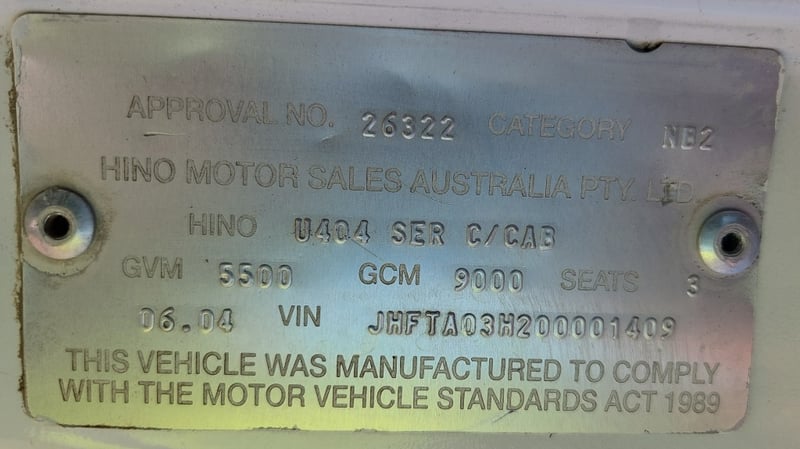 APPROVAL NO. 26322 CATEGORY NB2
HINO MOTOR SALES AUSTRALIA PTY. LTD
HINO U404 SER C/CAB
GVM 5500 GCM 9000 SEATS 3
06.04 VIN JHFTA03H200001409
THIS VEHICLE WAS MANUFACTURED TO COMPLY
WITH THE MOTOR VEHICLE STANDARDS ACT 1989